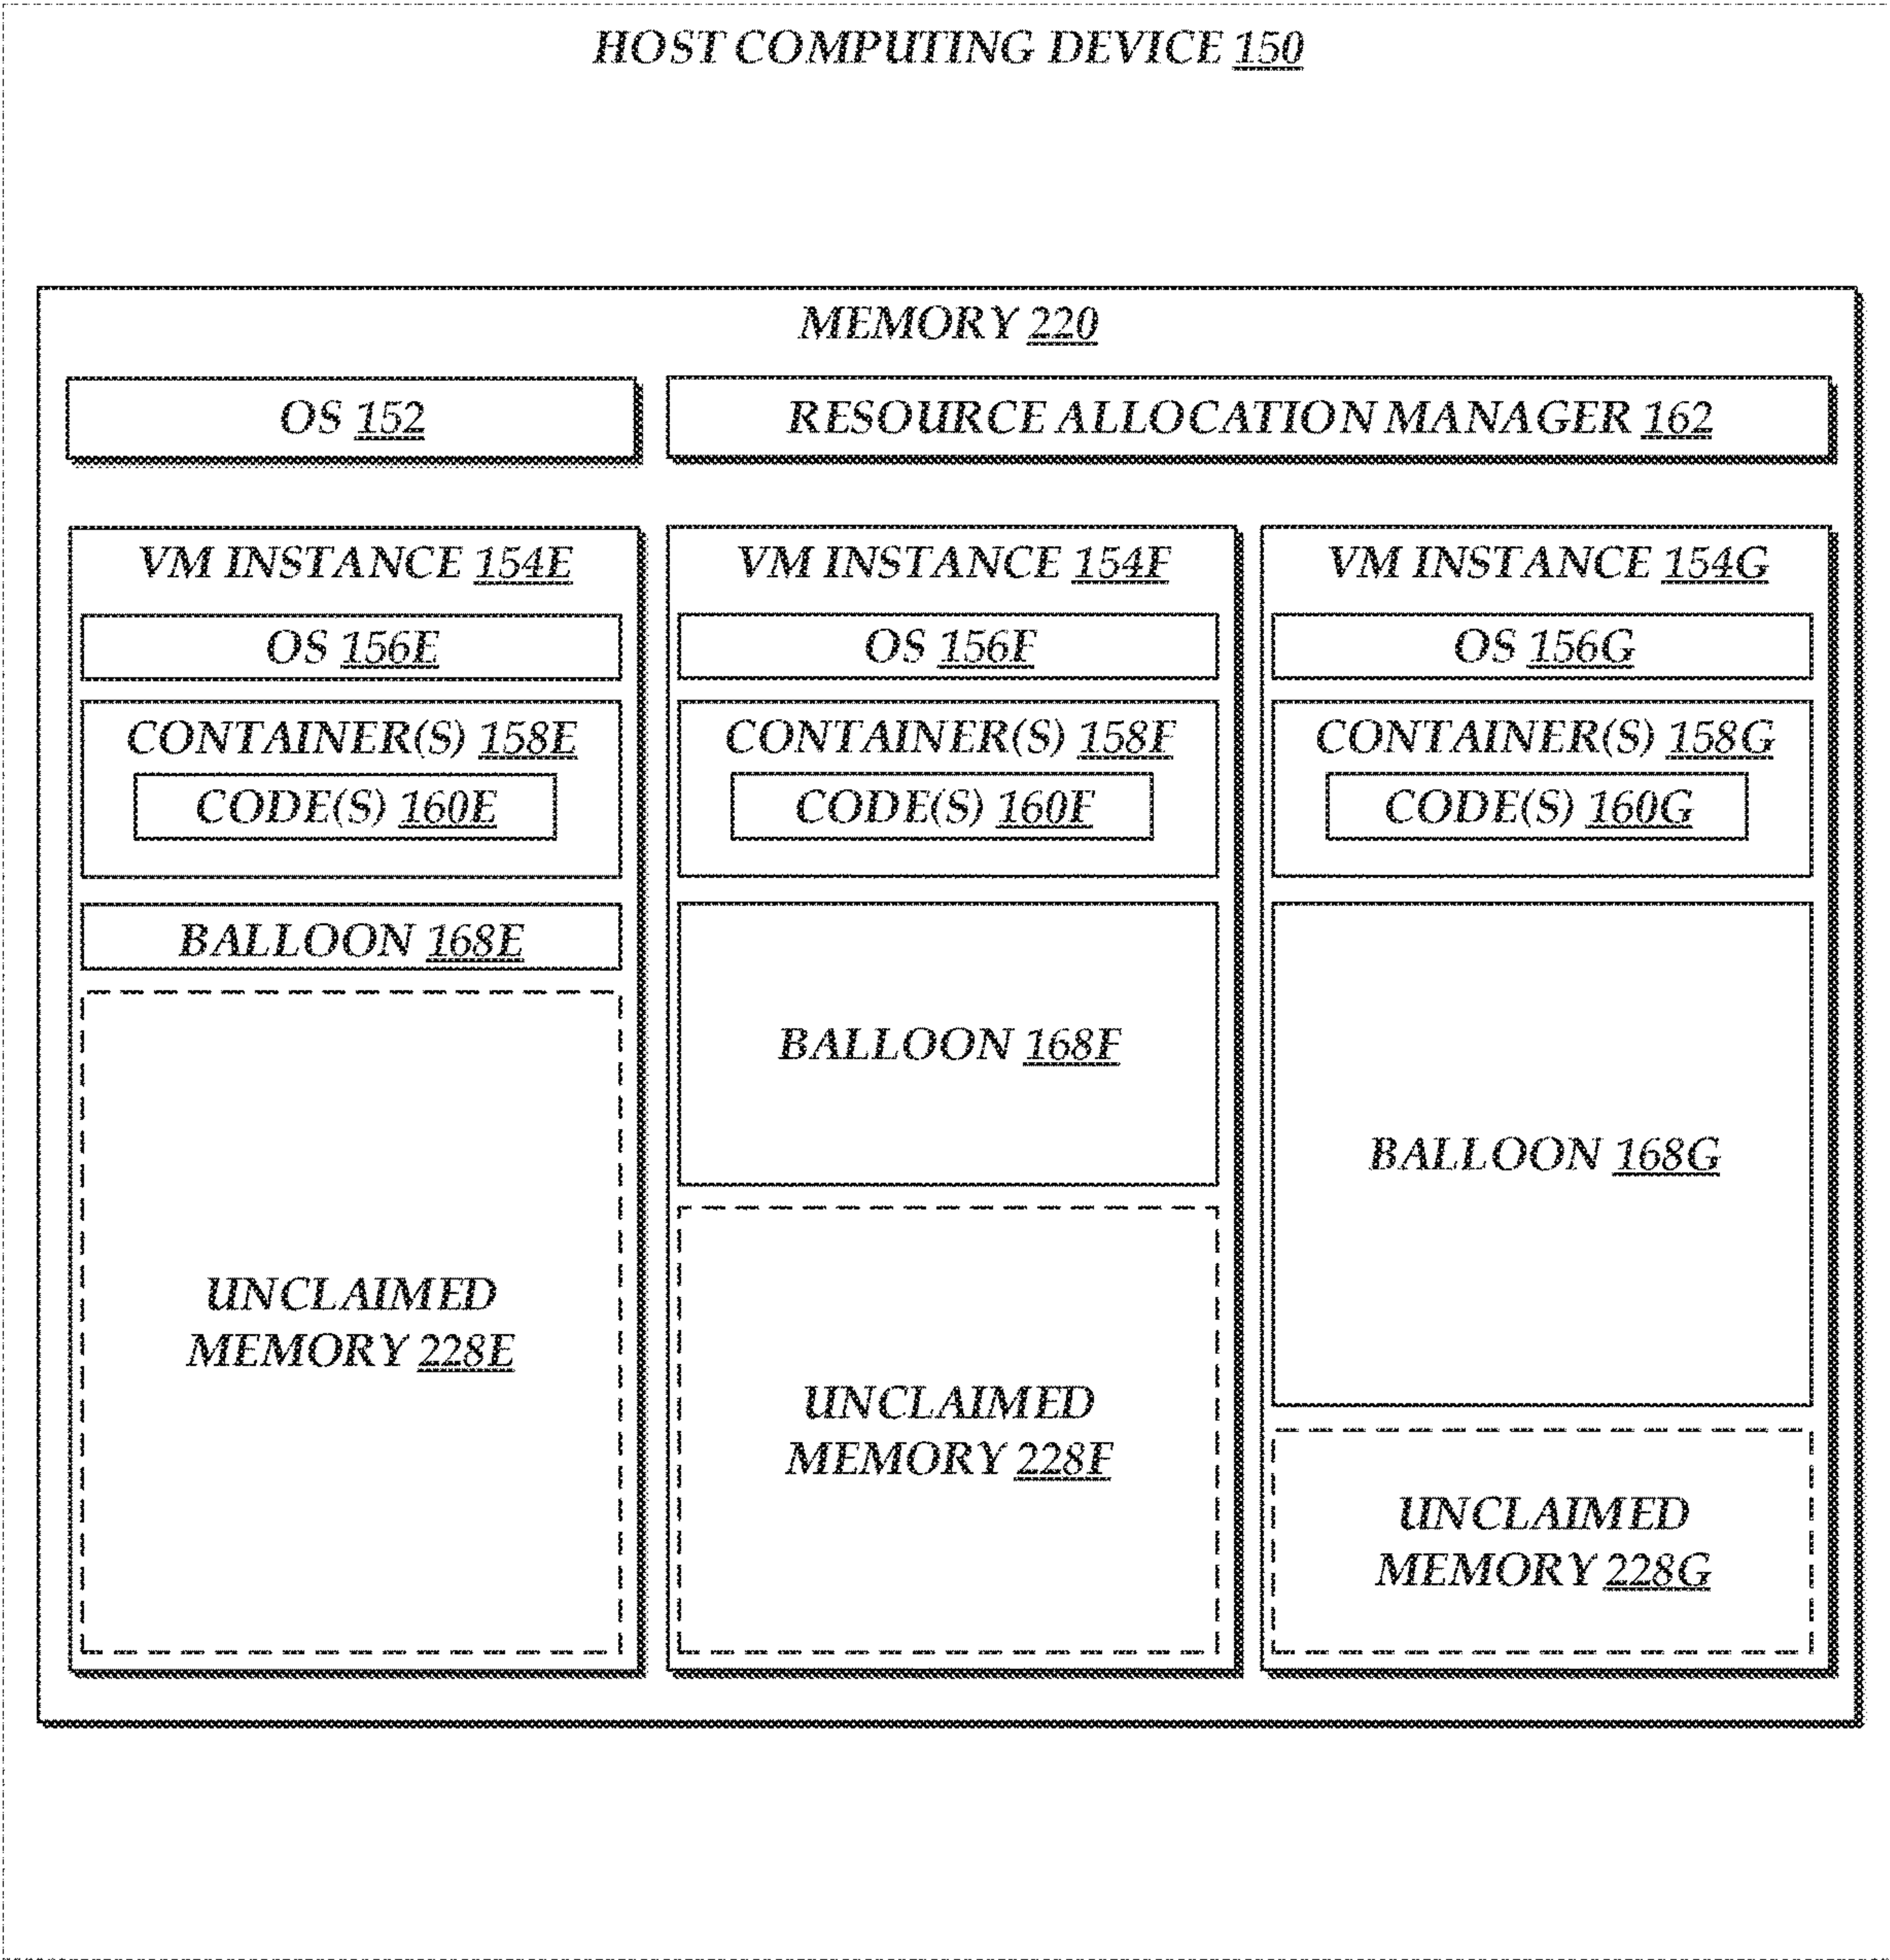 HOST COMPUTING DEVICE 150
MEMORY 220
OS 152
RESOURCE ALLOCATION MANAGER 162
VM INSTANCE 154E
OS 156E
CONTAINER(S) 158E
CODE(S) 160E
BALLOON 168E
UNCLAIMED
MEMORY 228E
VM INSTANCE 154F
OS 156F
CONTAINER(S) 158F
CODE(S) 160F
BALLOON 168F
UNCLAIMED
MEMORY 228F
VM INSTANCE 154G
OS 156G
CONTAINER(S) 158G
CODE(S) 160G
BALLOON 168G
UNCLAIMED
MEMORY 228G